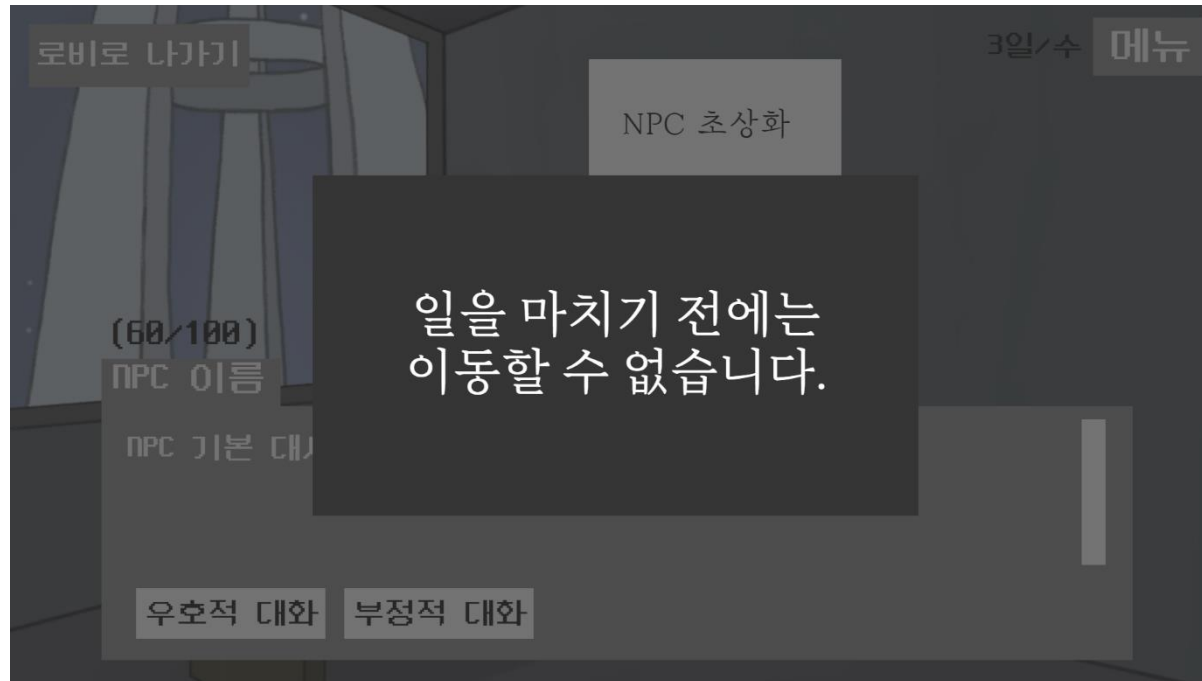 로비로 나가기
3일/수 메뉴
NPC 초상화
일을 마치기 전에는
이동할 수 없습니다.
(60/100)
NPC 이름
NPC 기본
우호적 대화 부정적 대화